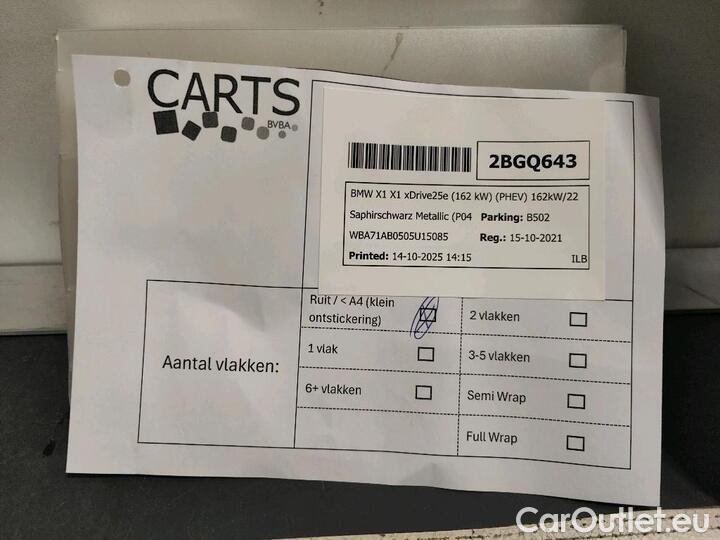 CARTS
BVBA
2BGQ643
BMW X1 X1 xDrive25e (162 kW) (PHEV) 162kW/22
Saphirschwarz Metallic (P04 Parking: B502
WBA71AB0505U15085 Reg.: 15-10-2021
Printed: 14-10-2025 14:15 ILB
Aantal vlakken:
Ruit / < A4 (klein
ontstickering)
2 vlakken
1 vlak
3-5 vlakken
6+ vlakken
Semi Wrap
Full Wrap
CarOutlet.eu